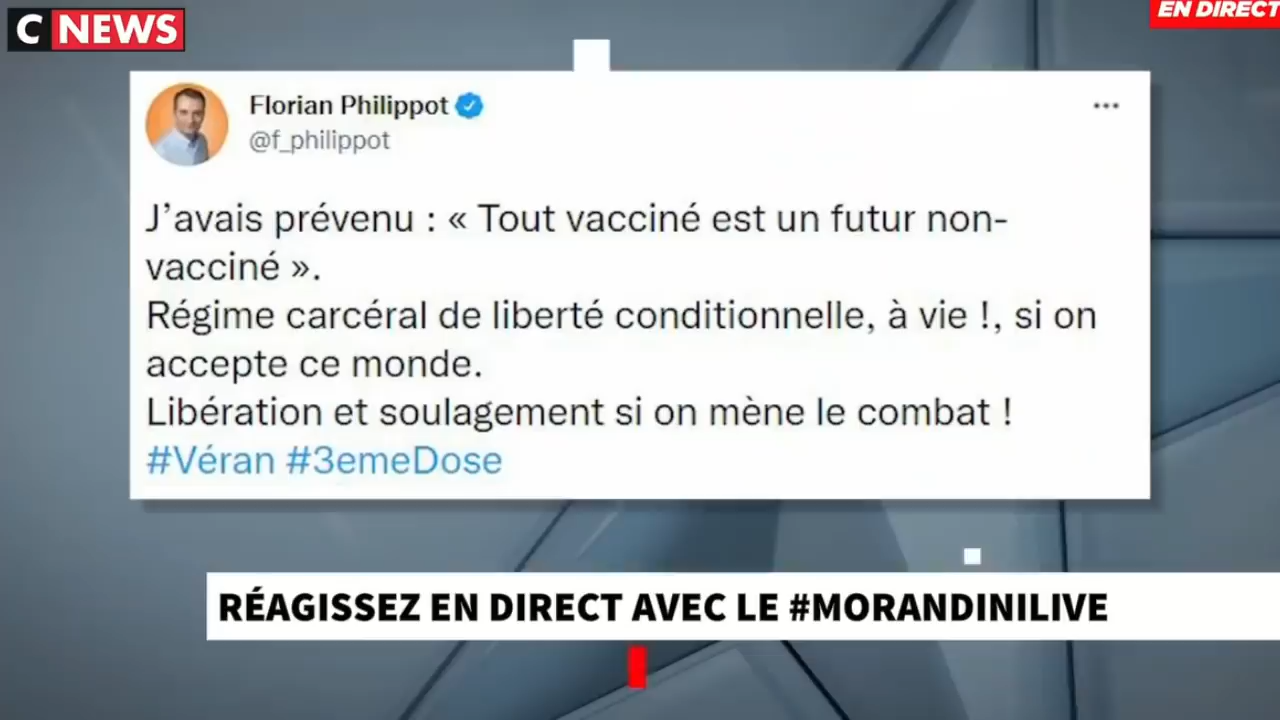 C NEWS
EN DIRECT
Florian Philippot
@f_philippot
J’avais prévenu : « Tout vacciné est un futur non-
vacciné ».
Régime carcéral de liberté conditionnelle, à vie !, si on
accepte ce monde.
Libération et soulagement si on mène le combat !
#Véran #3emeDose
RÉAGISSEZ EN DIRECT AVEC LE #MORANDINILIVE